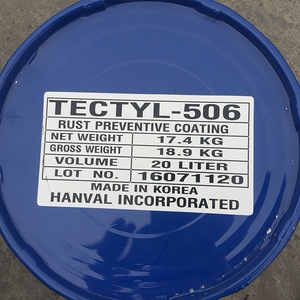 TECTYL-506
RUST PREVENTIVE COATING
NET WEIGHT 17.4 KG
GROSS WEIGHT 18.9 KG
VOLUME 20 LITER
LOT NO. 16071120
MADE IN KOREA
HANVAL INCORPORATED